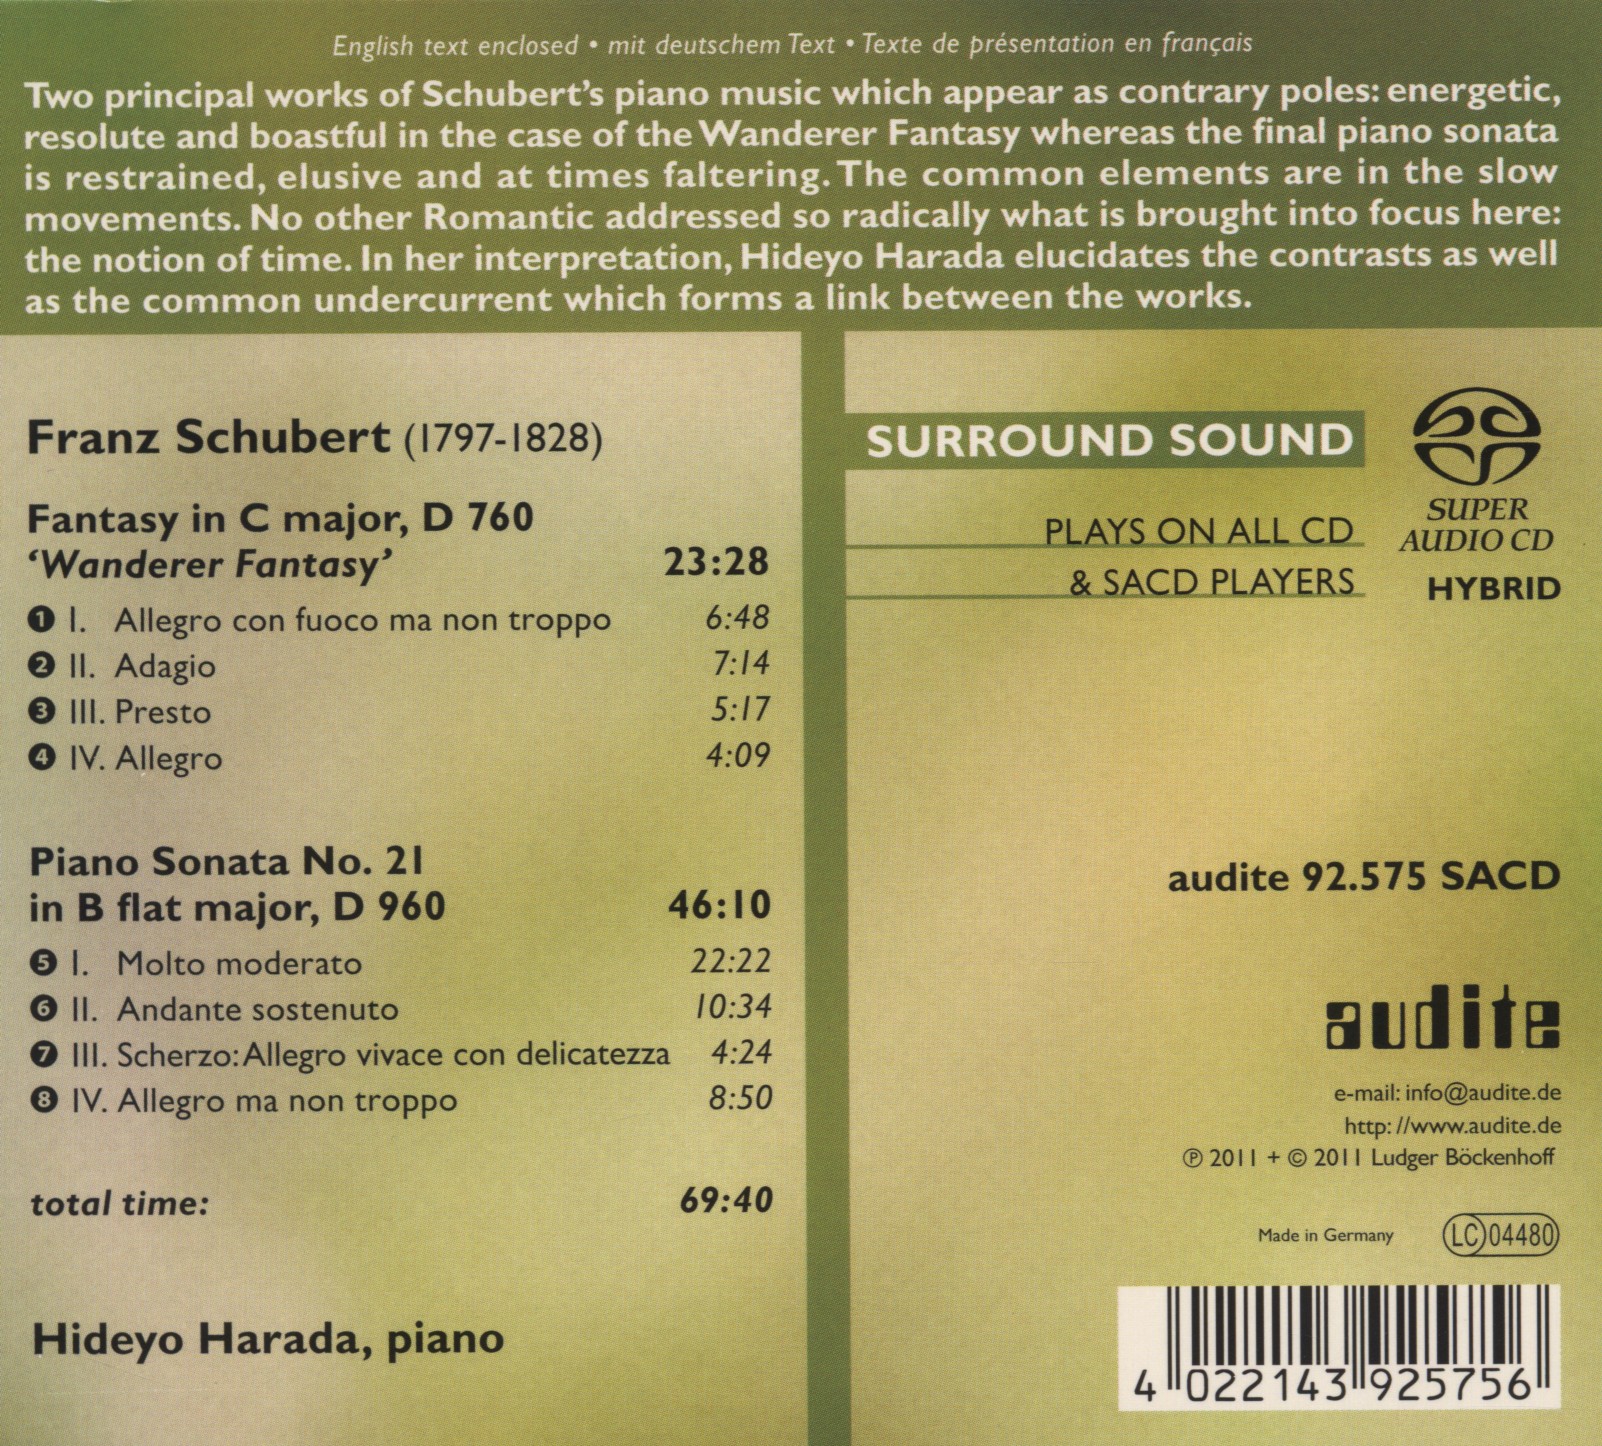 English text enclosed • mit deutschem Text • Texte de présentation en français
Two principal works of Schubert's piano music which appear as contrary poles: energetic,
resolute and boastful in the case of the Wanderer Fantasy whereas the final piano sonata
is restrained, elusive and at times faltering. The common elements are in the slow
movements. No other Romantic addressed so radically what is brought into focus here:
the notion of time. In her interpretation, Hideyo Harada elucidates the contrasts as well
as the common undercurrent which forms a link between the works.
Franz Schubert (1797-1828)
Fantasy in C major, D 760
‘Wanderer Fantasy’ 23:28
1 I. Allegro con fuoco ma non troppo 6:48
2 II. Adagio 7:14
3 III. Presto 5:17
4 IV. Allegro 4:09
Piano Sonata No. 21
in B flat major, D 960 46:10
5 I. Molto moderato 22:22
6 II. Andante sostenuto 10:34
7 III. Scherzo: Allegro vivace con delicatezza 4:24
8 IV. Allegro ma non troppo 8:50
total time: 69:40
Hideyo Harada, piano
SURROUND SOUND
PLAYS ON ALL CD
& SACD PLAYERS
SUPER
AUDIO CD
HYBRID
audite 92.575 SACD
audite
e-mail: info@audite.de
http://www.audite.de
℗ 2011 + © 2011 Ludger Böckenhoff
Made in Germany
LC 04480
4 022143 925756